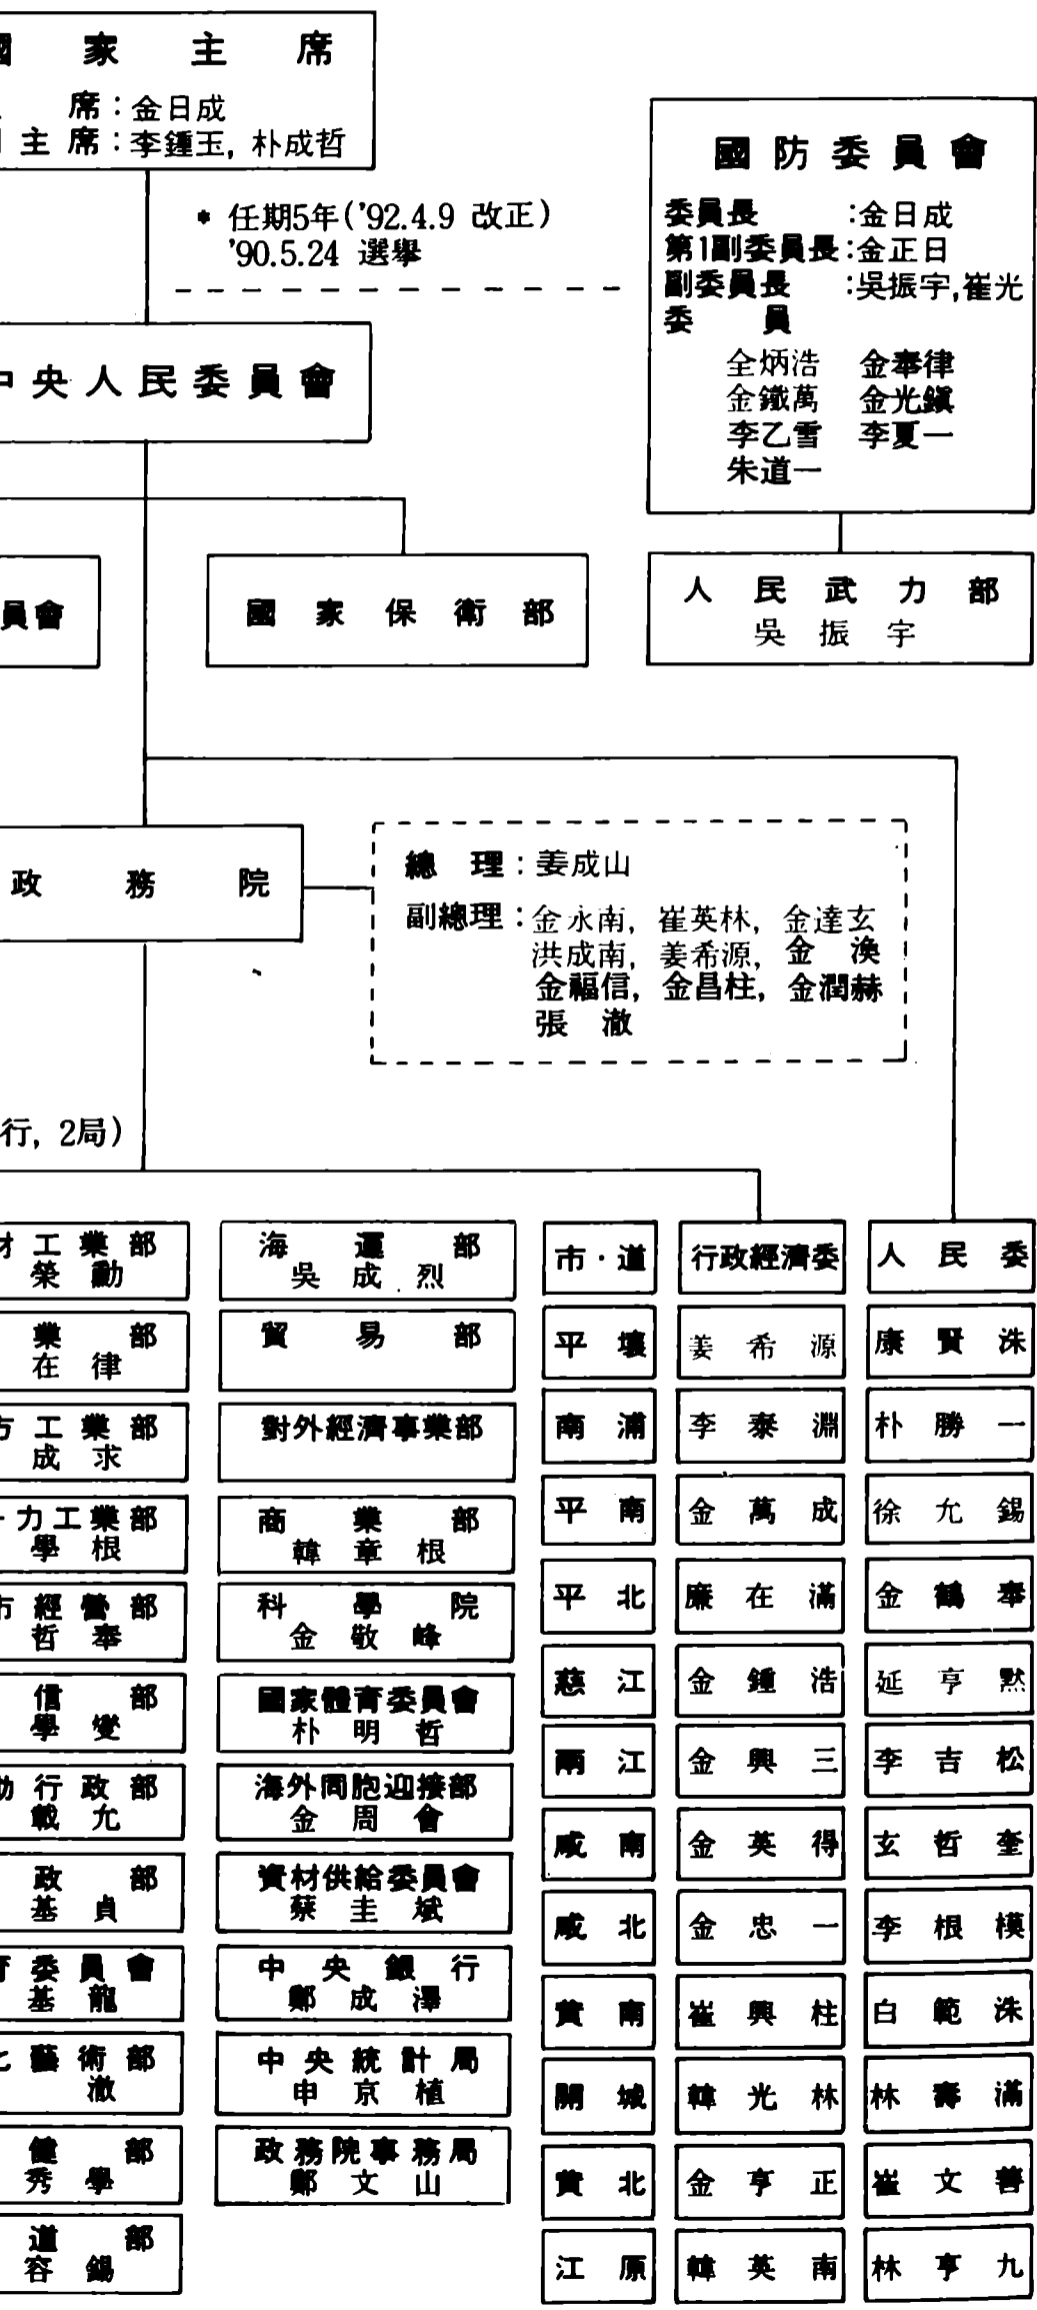 國家主席
席：金日成
主席：李鍾玉, 朴成哲
* 任期5年('92.4.9 改正)
'90.5.24 選擧
國防委員會
委員長：金日成
第1副委員長：金正日
副委員長：吳振宇,崔光
委員
全炳浩 金奉律
金鐵萬 金光鎭
李乙雪 李夏一
朱道一
中央人民委員會
員會
國家保衛部
人民武力部
吳振宇
政務院
總理：姜成山
副總理：金永南, 崔英林, 金達玄
洪成南, 姜希源, 金渙
金福信, 金昌柱, 金潤赫
張澈
行, 2局)
材工業部
榮勳
業部
在律
方工業部
成求
力工業部
學根
市經營部
哲奉
信部
學燮
動行政部
戴允
政部
基貞
育委員會
基龍
化藝術部
澈
健部
秀學
道部
容錫
海運部
吳成烈
貿易部
對外經濟事業部
商業部
韓章根
科學院
金敬峰
國家體育委員會
朴明哲
海外同胞迎接部
金周會
資材供給委員會
蔡圭斌
中央銀行
鄭成澤
中央統計局
申京植
政務院事務局
鄭文山
市·道 行政經濟委 人民委
平壤 姜希源 康賢洙
南浦 李泰淵 朴勝一
平南 金萬成 徐允錫
平北 廉在滿 金鶴奉
慈江 金鍾浩 延亨默
兩江 金興三 李吉松
咸南 金英得 玄哲奎
咸北 金忠一 李根模
黃南 崔興柱 白範洙
開城 韓光林 林壽滿
黃北 金亨正 崔文善
江原 韓英南 林亨九